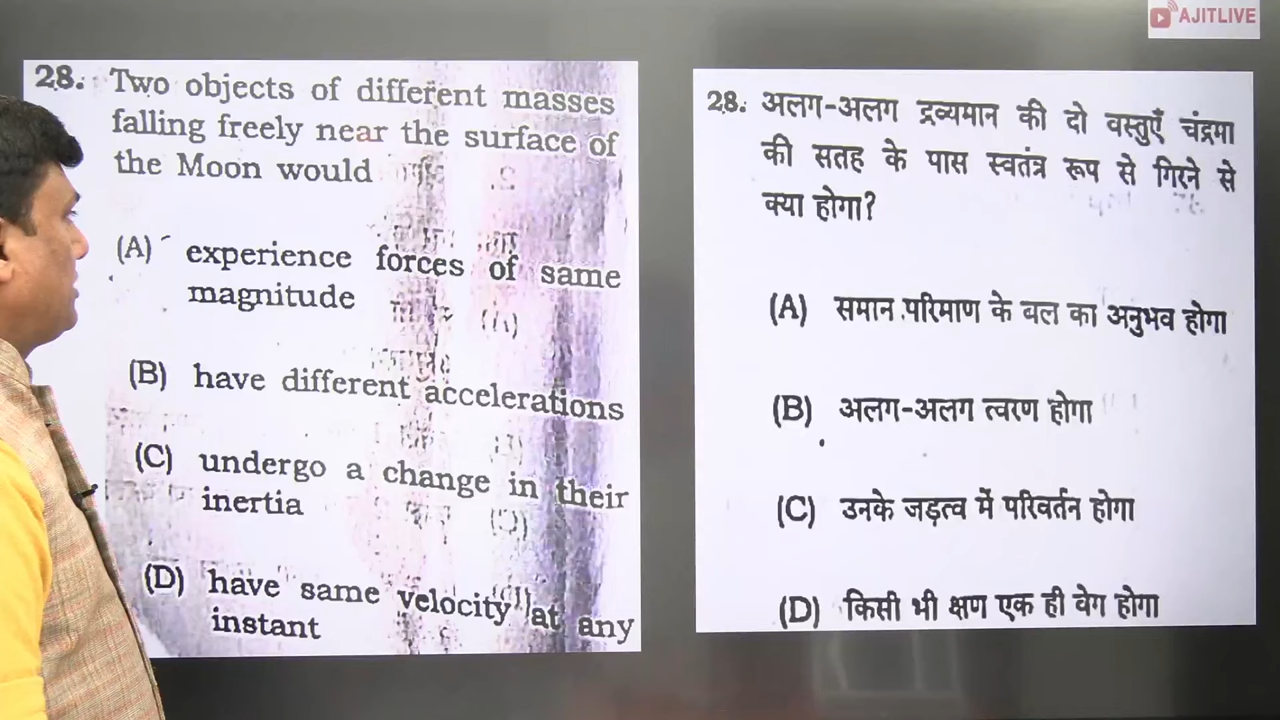 AJITLIVE
28. Two objects of different masses
falling freely near the surface of
the Moon would
(A) experience forces of same
magnitude
(B) have different accelerations
(C) undergo a change in their
inertia
(D) have same velocity at any
instant
28. अलग-अलग द्रव्यमान की दो वस्तुएँ चंद्रमा
की सतह के पास स्वतंत्र रूप से गिरने से
क्या होगा?
(A) समान परिमाण के बल का अनुभव होगा
(B) अलग-अलग त्वरण होगा
(C) उनके जड़त्व में परिवर्तन होगा
(D) किसी भी क्षण एक ही वेग होगा